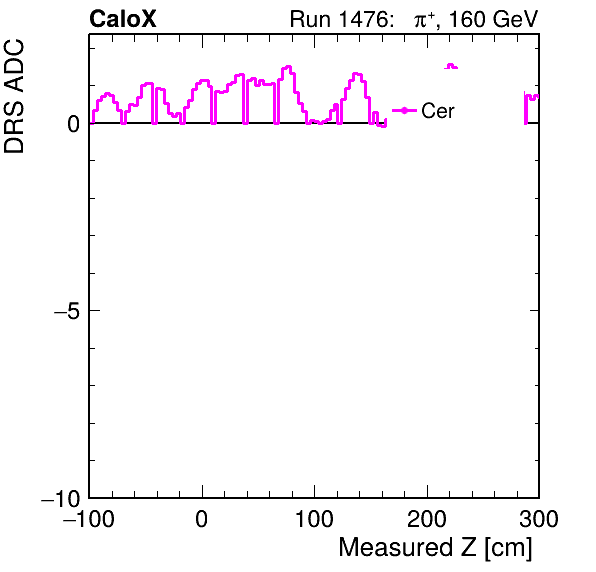 CaloX Run 1476: π⁺, 160 GeV
DRS ADC
Cer
0
−5
−10
−100 0 100 200 300
Measured Z [cm]